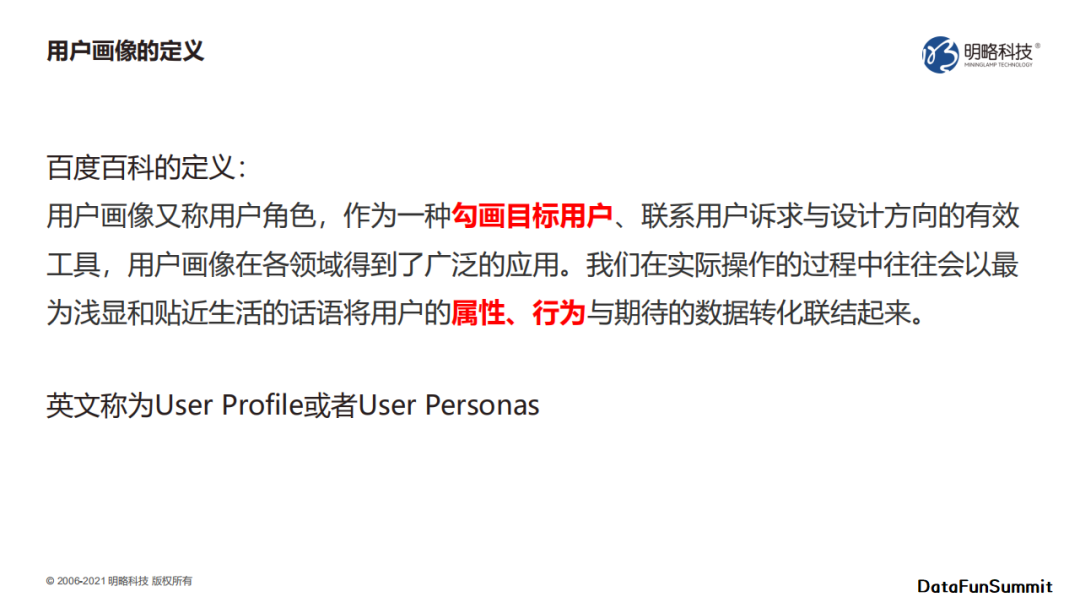 用户画像的定义
明略科技®
MININGLAMP TECHNOLOGY
百度百科的定义：
用户画像又称用户角色，作为一种勾画目标用户、联系用户诉求与设计方向的有效
工具，用户画像在各领域得到了广泛的应用。我们在实际操作的过程中往往会以最
为浅显和贴近生活的话语将用户的属性、行为与期待的数据转化联结起来。
英文称为User Profile或者User Personas
© 2006-2021 明略科技 版权所有
DataFunSummit